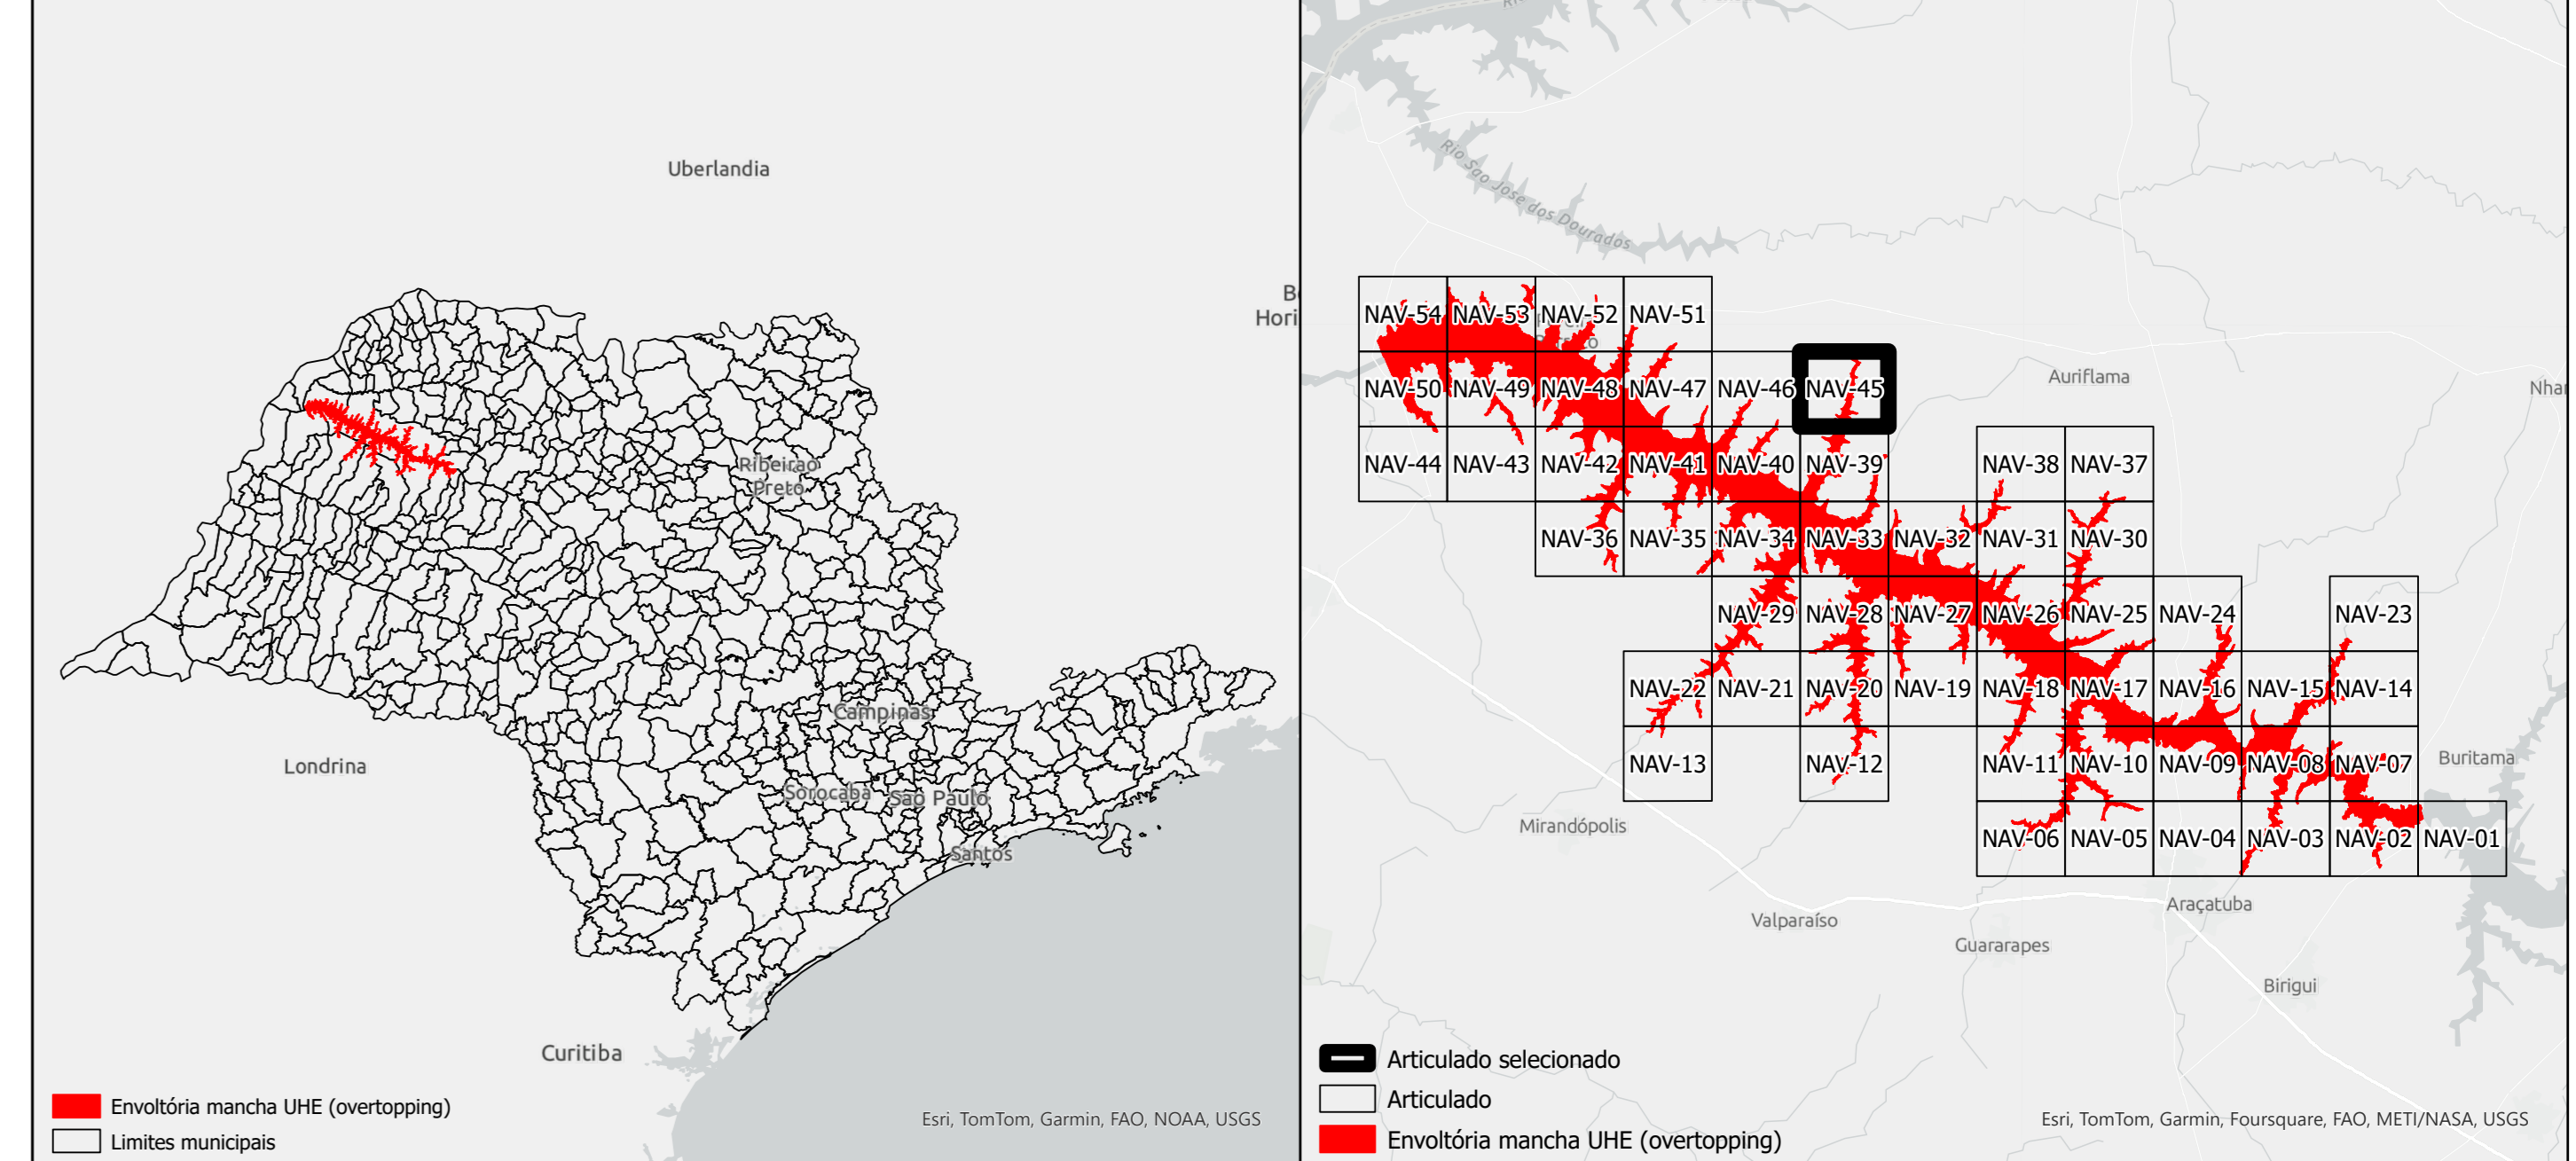 Uberlandia
Ribeirao
Preto
Campinas
Londrina
Sorocaba
Sao Paulo
Santos
Curitiba
Envoltória mancha UHE (overtopping)
Limites municipais
Esri, TomTom, Garmin, FAO, NOAA, USGS
Rio Sao Jose dos Dourados
NAV-54 NAV-53 NAV-52 NAV-51
NAV-50 NAV-49 NAV-48 NAV-47 NAV-46 NAV-45
Auriflama
NAV-44 NAV-43 NAV-42 NAV-41 NAV-40 NAV-39 NAV-38 NAV-37
NAV-36 NAV-35 NAV-34 NAV-33 NAV-32 NAV-31 NAV-30
NAV-29 NAV-28 NAV-27 NAV-26 NAV-25 NAV-24 NAV-23
NAV-22 NAV-21 NAV-20 NAV-19 NAV-18 NAV-17 NAV-16 NAV-15 NAV-14
NAV-13 NAV-12 NAV-11 NAV-10 NAV-09 NAV-08 NAV-07
Buritama
NAV-06 NAV-05 NAV-04 NAV-03 NAV-02 NAV-01
Mirandópolis
Valparaíso
Araçatuba
Guararapes
Birigui
Articulado selecionado
Articulado
Envoltória mancha UHE (overtopping)
Esri, TomTom, Garmin, Foursquare, FAO, METI/NASA, USGS